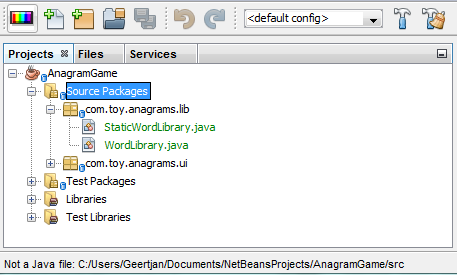 <default config>
Projects Files Services
AnagramGame
Source Packages
com.toy.anagrams.lib
StaticWordLibrary.java
WordLibrary.java
com.toy.anagrams.ui
Test Packages
Libraries
Test Libraries
Not a Java file: C:/Users/Geertjan/Documents/NetBeansProjects/AnagramGame/src